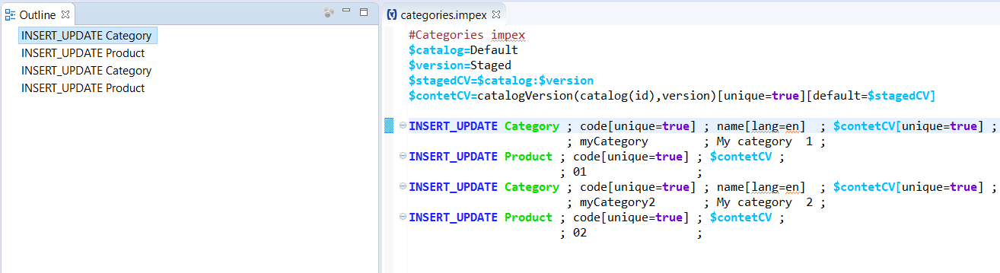 Outline
INSERT_UPDATE Category
INSERT_UPDATE Product
INSERT_UPDATE Category
INSERT_UPDATE Product
categories.impex
#Categories impex
$catalog=Default
$version=Staged
$stagedCV=$catalog:$version
$contetCV=catalogVersion(catalog(id),version)[unique=true][default=$stagedCV]
INSERT_UPDATE Category ; code[unique=true] ; name[lang=en] ; $contetCV[unique=true] ;
; myCategory ; My category 1 ;
INSERT_UPDATE Product ; code[unique=true] ; $contetCV ;
; 01 ;
INSERT_UPDATE Category ; code[unique=true] ; name[lang=en] ; $contetCV[unique=true] ;
; myCategory2 ; My category 2 ;
INSERT_UPDATE Product ; code[unique=true] ; $contetCV ;
; 02 ;